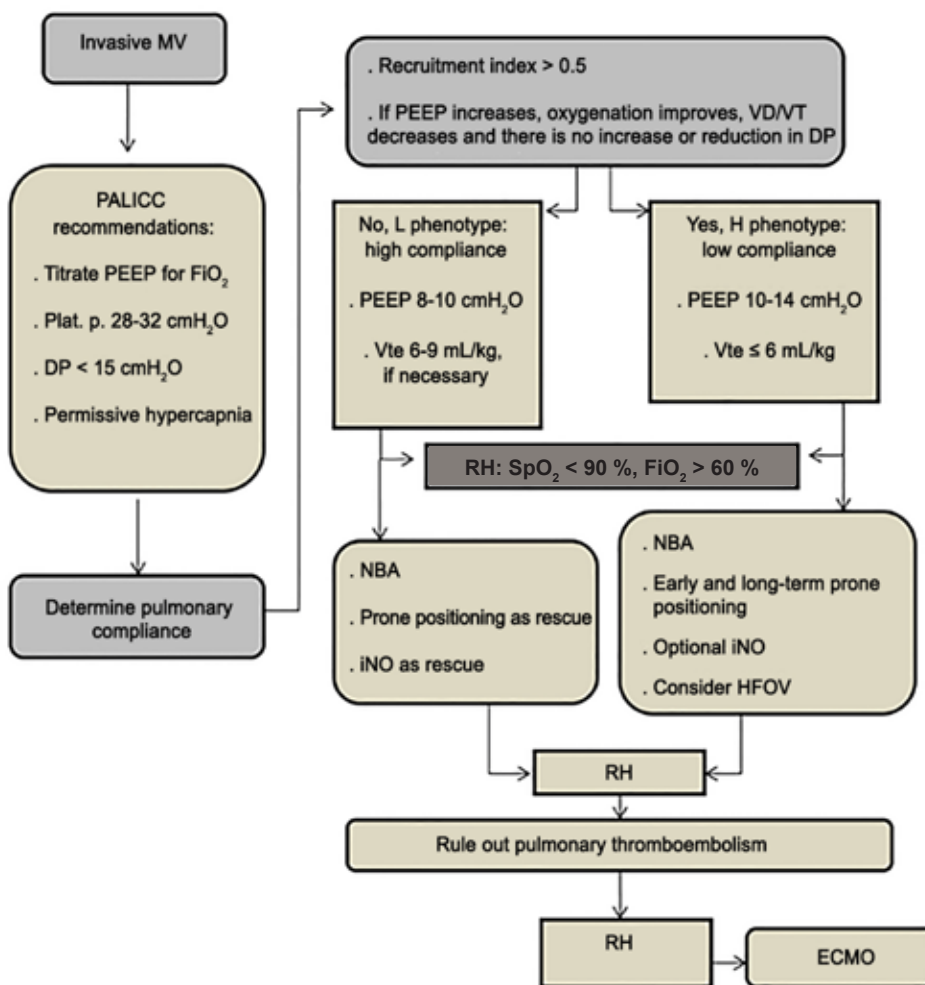 Invasive MV
PALICC
recommendations:
. Titrate PEEP for FiO₂
. Plat. p. 28-32 cmH₂O
. DP < 15 cmH₂O
. Permissive hypercapnia
Determine pulmonary
compliance
. Recruitment index > 0.5
. If PEEP increases, oxygenation improves, VD/VT
decreases and there is no increase or reduction in DP
No, L phenotype:
high compliance
. PEEP 8-10 cmH₂O
. Vte 6-9 mL/kg,
if necessary
Yes, H phenotype:
low compliance
. PEEP 10-14 cmH₂O
. Vte ≤ 6 mL/kg
RH: SpO₂ < 90 %, FiO₂ > 60 %
. NBA
. Prone positioning as rescue
. iNO as rescue
. NBA
. Early and long-term prone
positioning
. Optional iNO
. Consider HFOV
RH
Rule out pulmonary thromboembolism
RH
ECMO